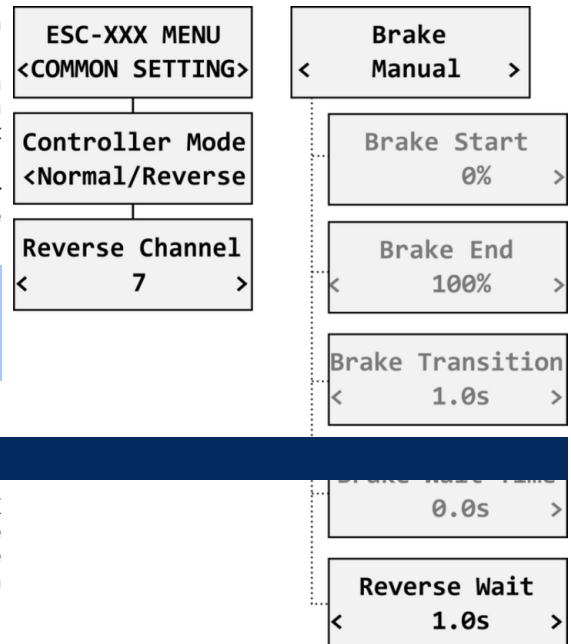 ESC-XXX MENU
<COMMON SETTING>
Controller Mode
<Normal/Reverse
Reverse Channel
< 7 >
Brake
< Manual >
Brake Start
0% >
Brake End
< 100% >
Brake Transition
< 1.0s >
0.0s >
Reverse Wait
< 1.0s >